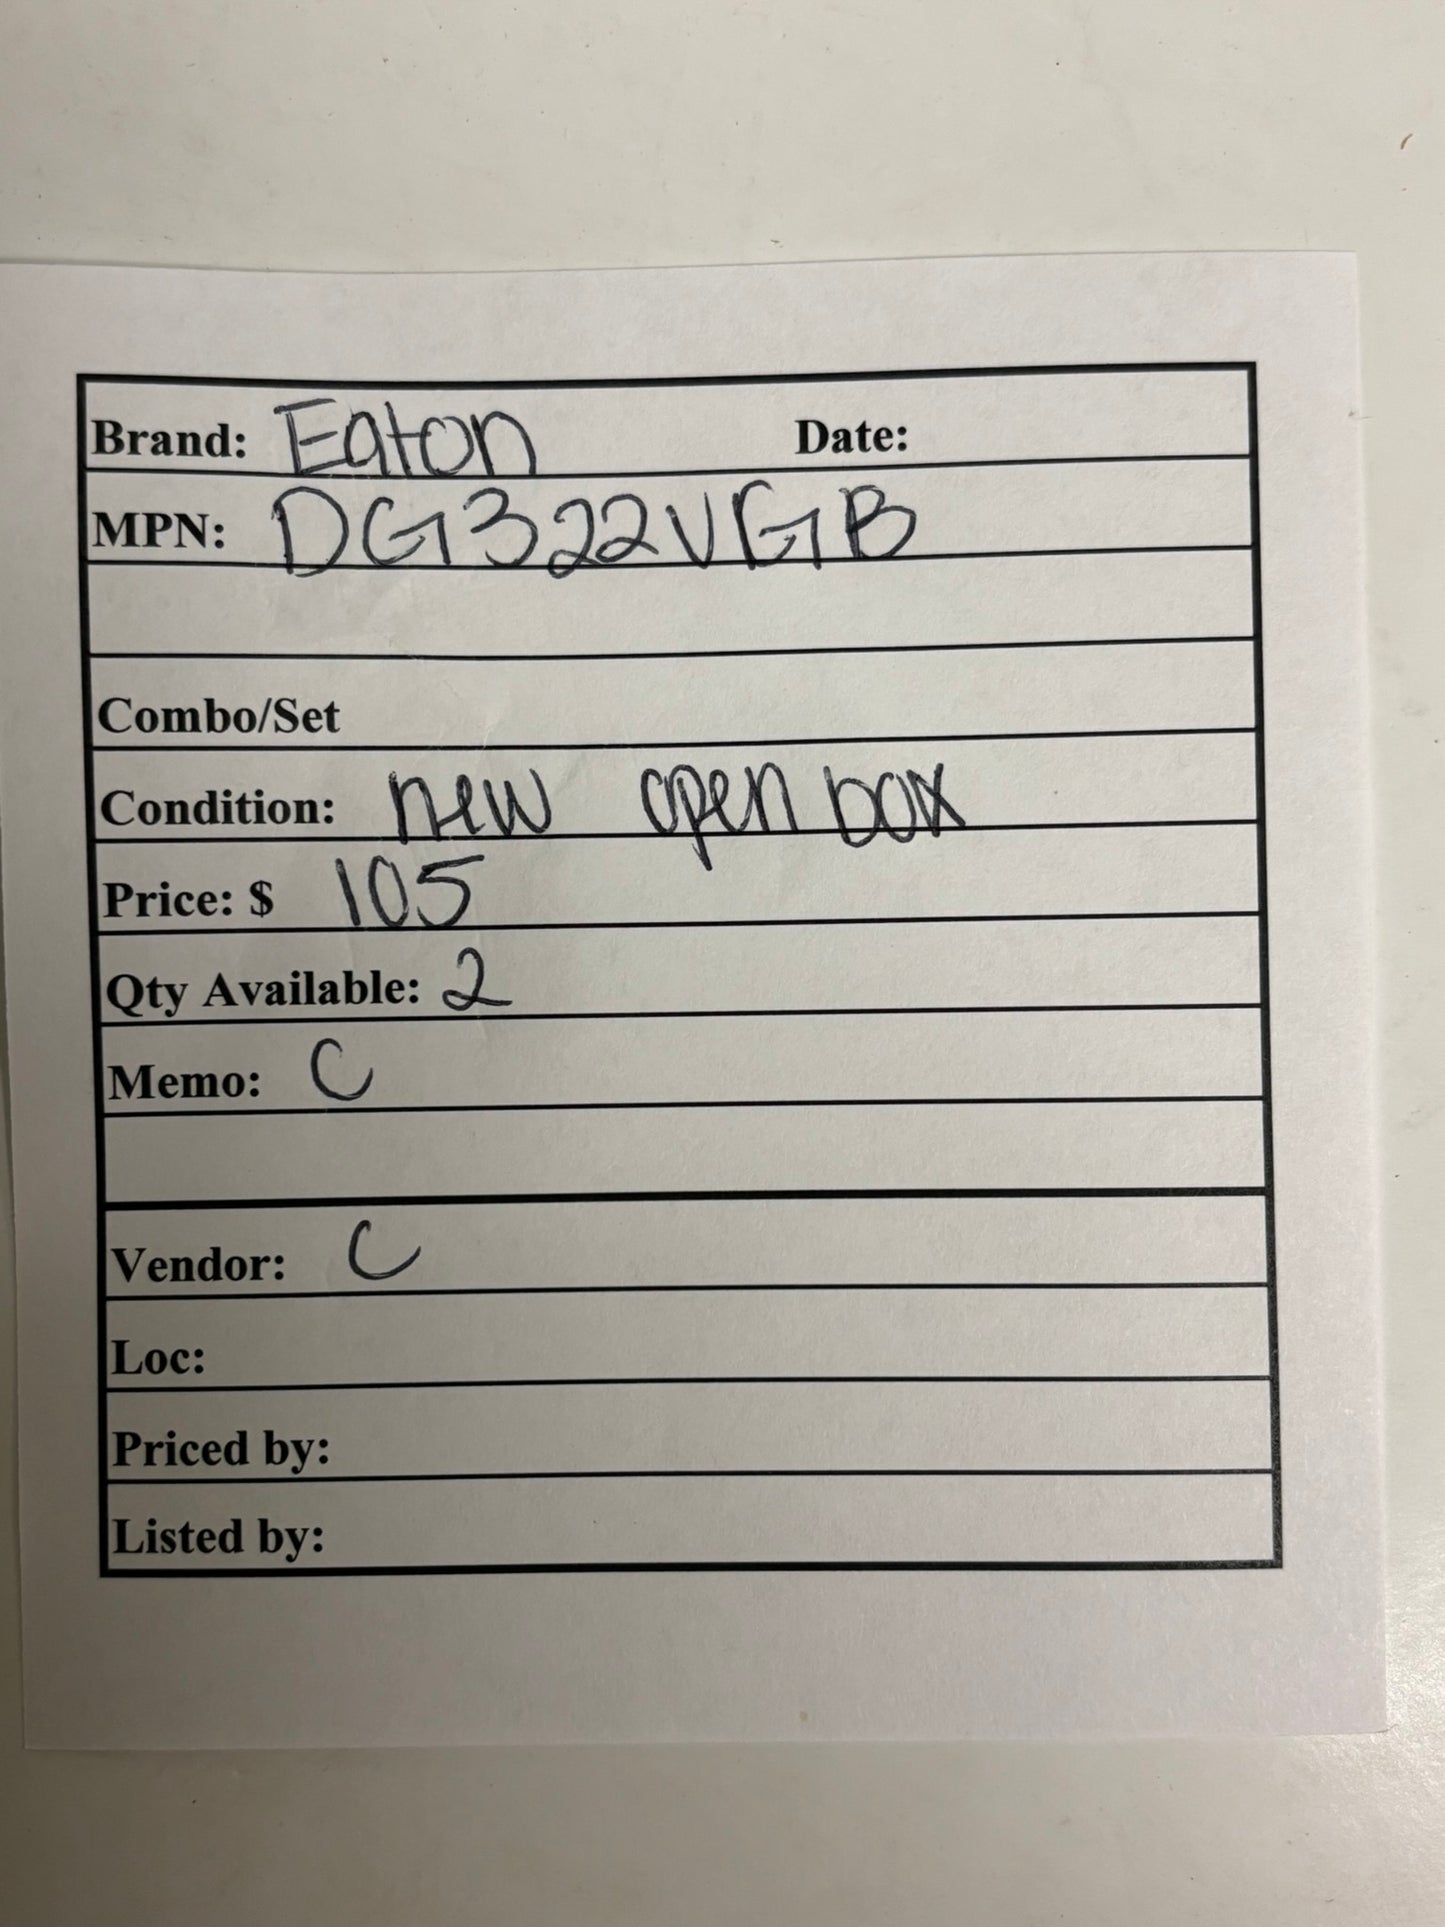 Brand: Eaton Date:
MPN: DG322VGB
Combo/Set
Condition: new open box
Price: $ 105
Qty Available: 2
Memo: C
Vendor: C
Loc:
Priced by:
Listed by: